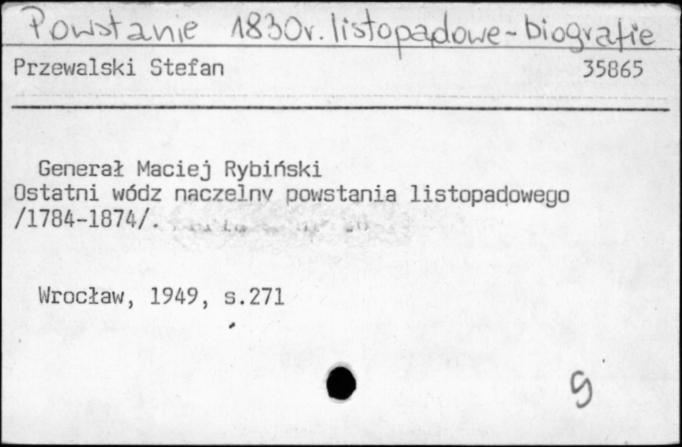 Powstanie 1830r. listopadowe - biografie
Przewalski Stefan 35865
Generał Maciej Rybiński
Ostatni wódz naczelny powstania listopadowego
/1784-1874/.
Wrocław, 1949, s.271